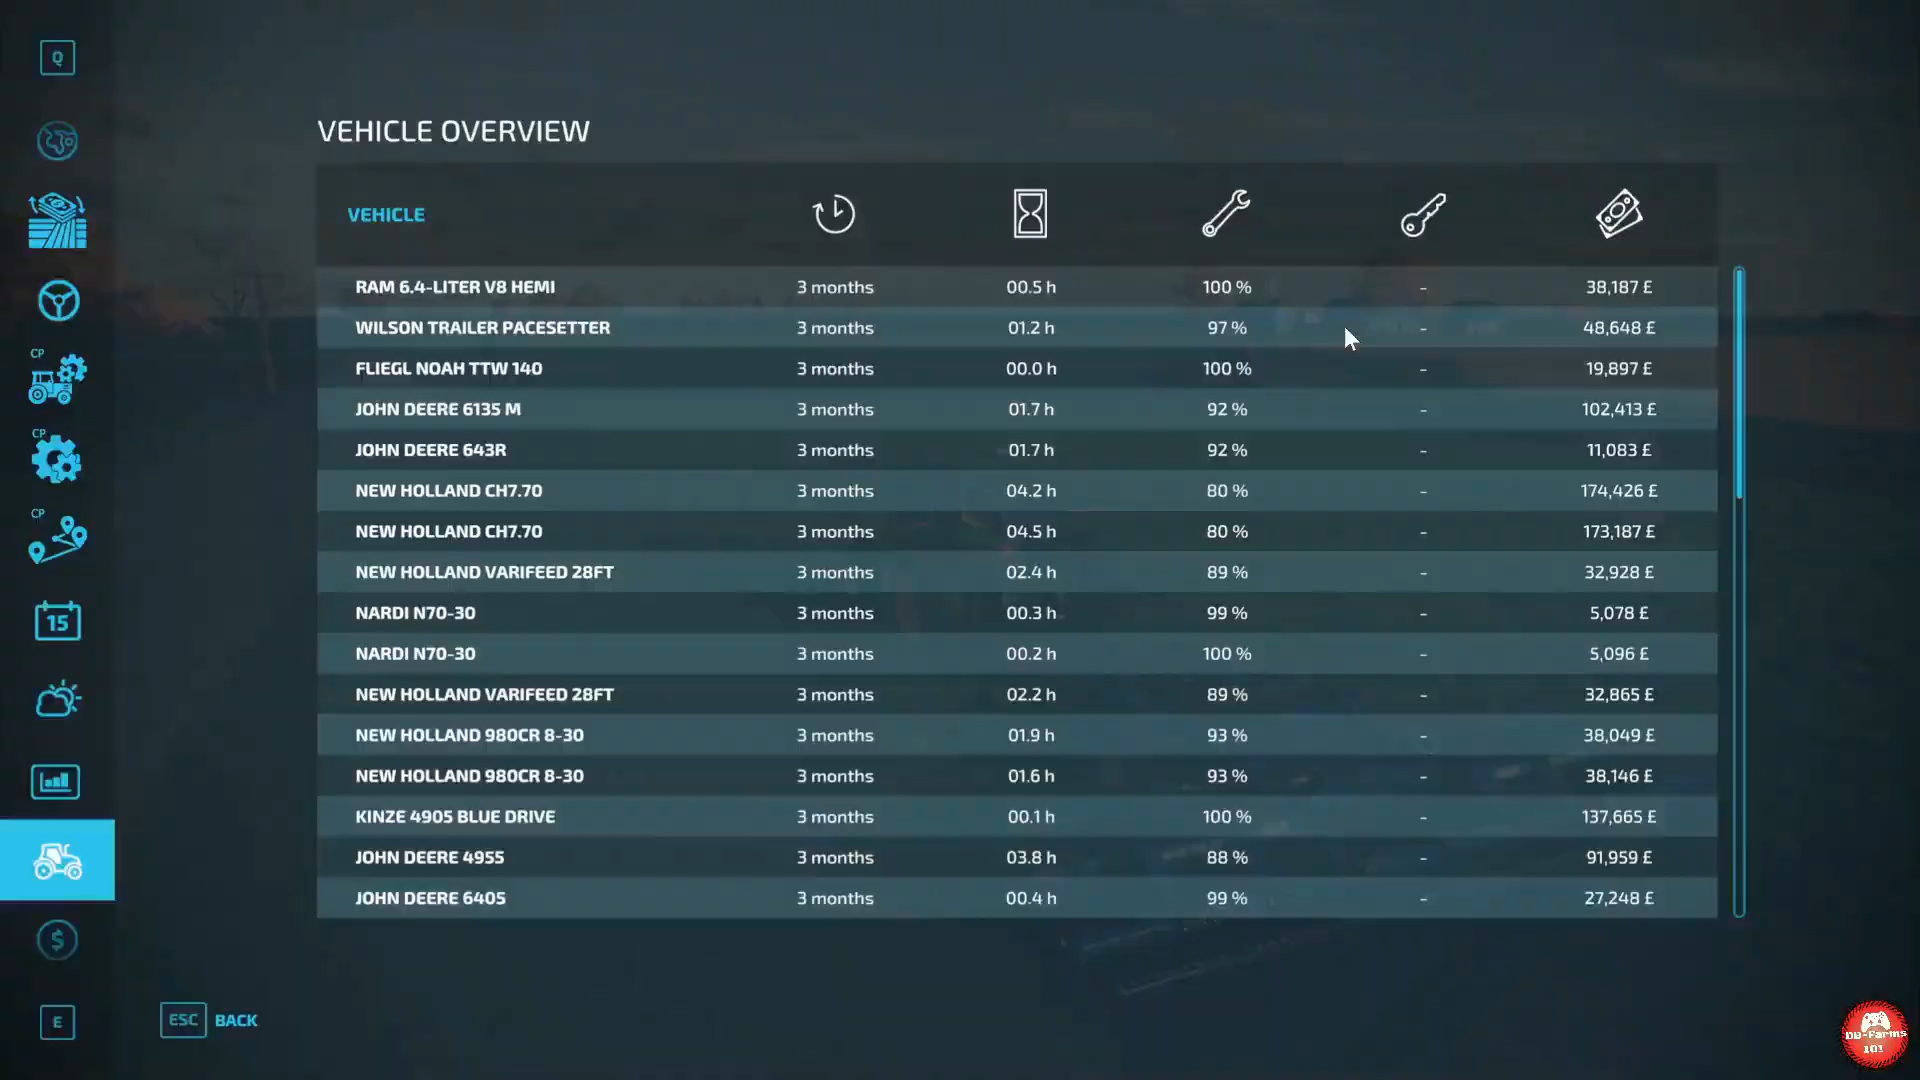 Q
VEHICLE OVERVIEW
VEHICLE
RAM 6.4-LITER V8 HEMI 3 months 00.5 h 100 % - 38,187 £
WILSON TRAILER PACESETTER 3 months 01.2 h 97 % - 48,648 £
FLIEGL NOAH TTW 140 3 months 00.0 h 100 % - 19,897 £
CP
JOHN DEERE 6135 M 3 months 01.7 h 92 % - 102,413 £
CP
JOHN DEERE 643R 3 months 01.7 h 92 % - 11,083 £
NEW HOLLAND CH7.70 3 months 04.2 h 80 % - 174,426 £
CP
NEW HOLLAND CH7.70 3 months 04.5 h 80 % - 173,187 £
NEW HOLLAND VARIFEED 28FT 3 months 02.4 h 89 % - 32,928 £
15
NARDI N70-30 3 months 00.3 h 99 % - 5,078 £
NARDI N70-30 3 months 00.2 h 100 % - 5,096 £
NEW HOLLAND VARIFEED 28FT 3 months 02.2 h 89 % - 32,865 £
NEW HOLLAND 980CR 8-30 3 months 01.9 h 93 % - 38,049 £
NEW HOLLAND 980CR 8-30 3 months 01.6 h 93 % - 38,146 £
KINZE 4905 BLUE DRIVE 3 months 00.1 h 100 % - 137,665 £
JOHN DEERE 4955 3 months 03.8 h 88 % - 91,959 £
JOHN DEERE 6405 3 months 00.4 h 99 % - 27,248 £
$
E
ESC BACK
DB-Farms
101